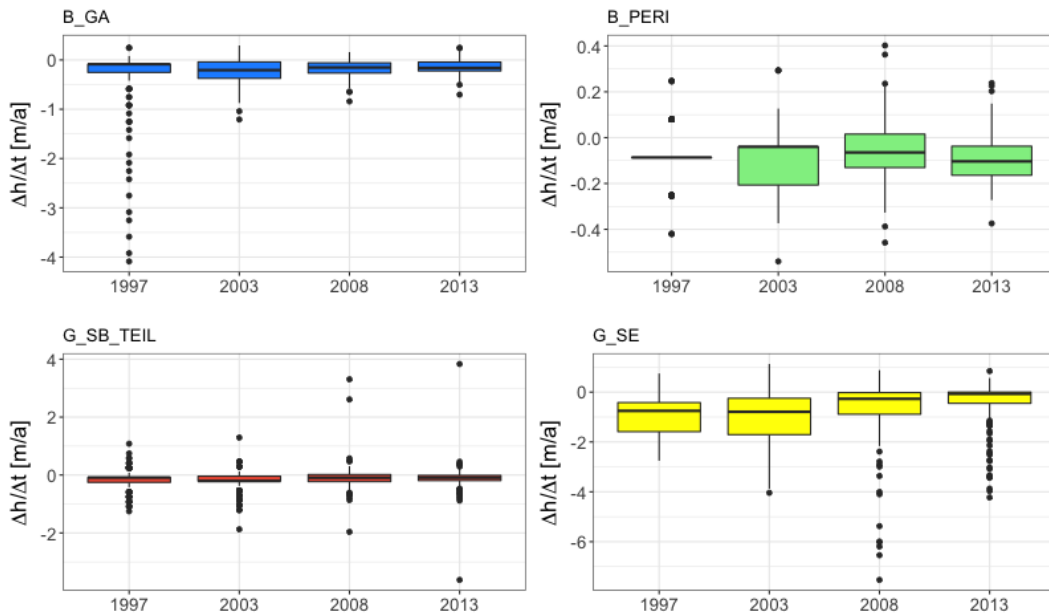 B_GA
Δh/Δt [m/a]
0
-1
-2
-3
-4
1997 2003 2008 2013
B_PERI
Δh/Δt [m/a]
0.4
0.2
0.0
-0.2
-0.4
1997 2003 2008 2013
G_SB_TEIL
Δh/Δt [m/a]
4
2
0
-2
1997 2003 2008 2013
G_SE
Δh/Δt [m/a]
0
-2
-4
-6
1997 2003 2008 2013